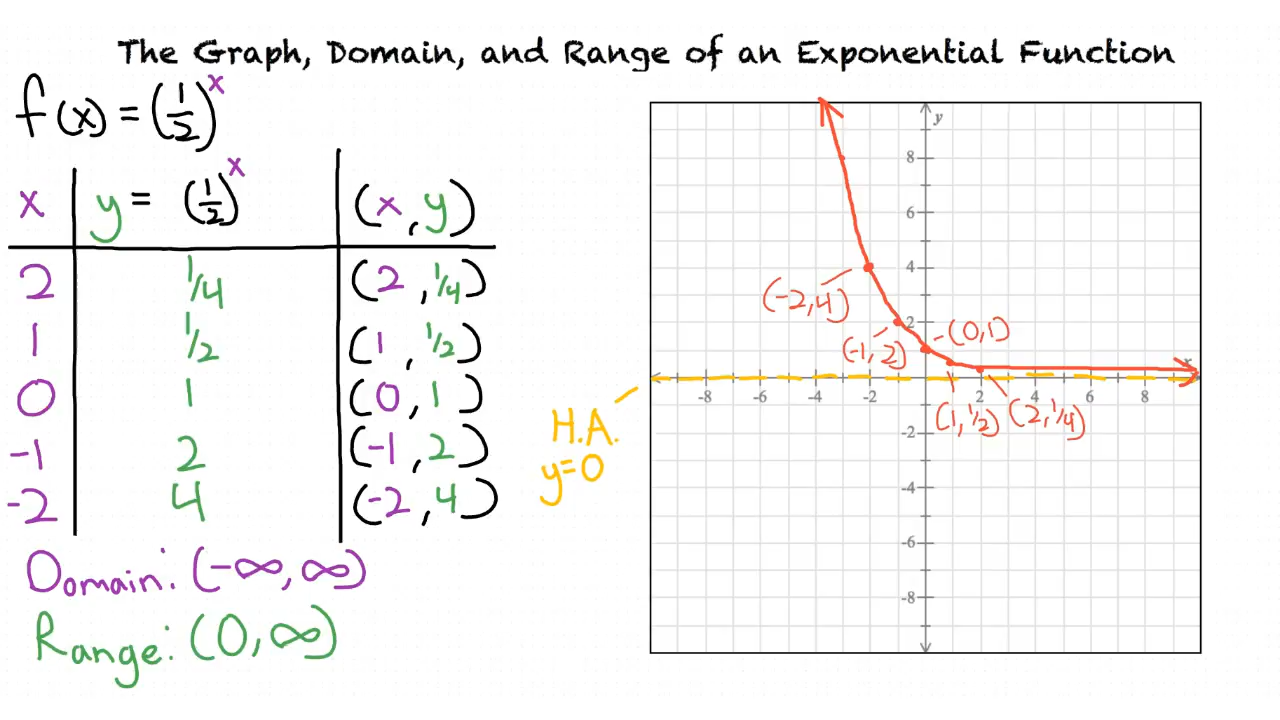 The Graph, Domain, and Range of an Exponential Function
f(x) = (1/2)^x
x y = (1/2)^x (x, y)
2 1/4 (2, 1/4)
1 1/2 (1, 1/2)
0 1 (0, 1)
-1 2 (-1, 2)
-2 4 (-2, 4)
Domain: (-∞, ∞)
Range: (0, ∞)
H.A.
y=0
y
8
6
4
(-2,4)
2
-(0,1)
(-1, 2)
x
-8 -6 -4 -2 2 4 6 8
(1, 1/2) (2, 1/4)
-2
-4
-6
-8